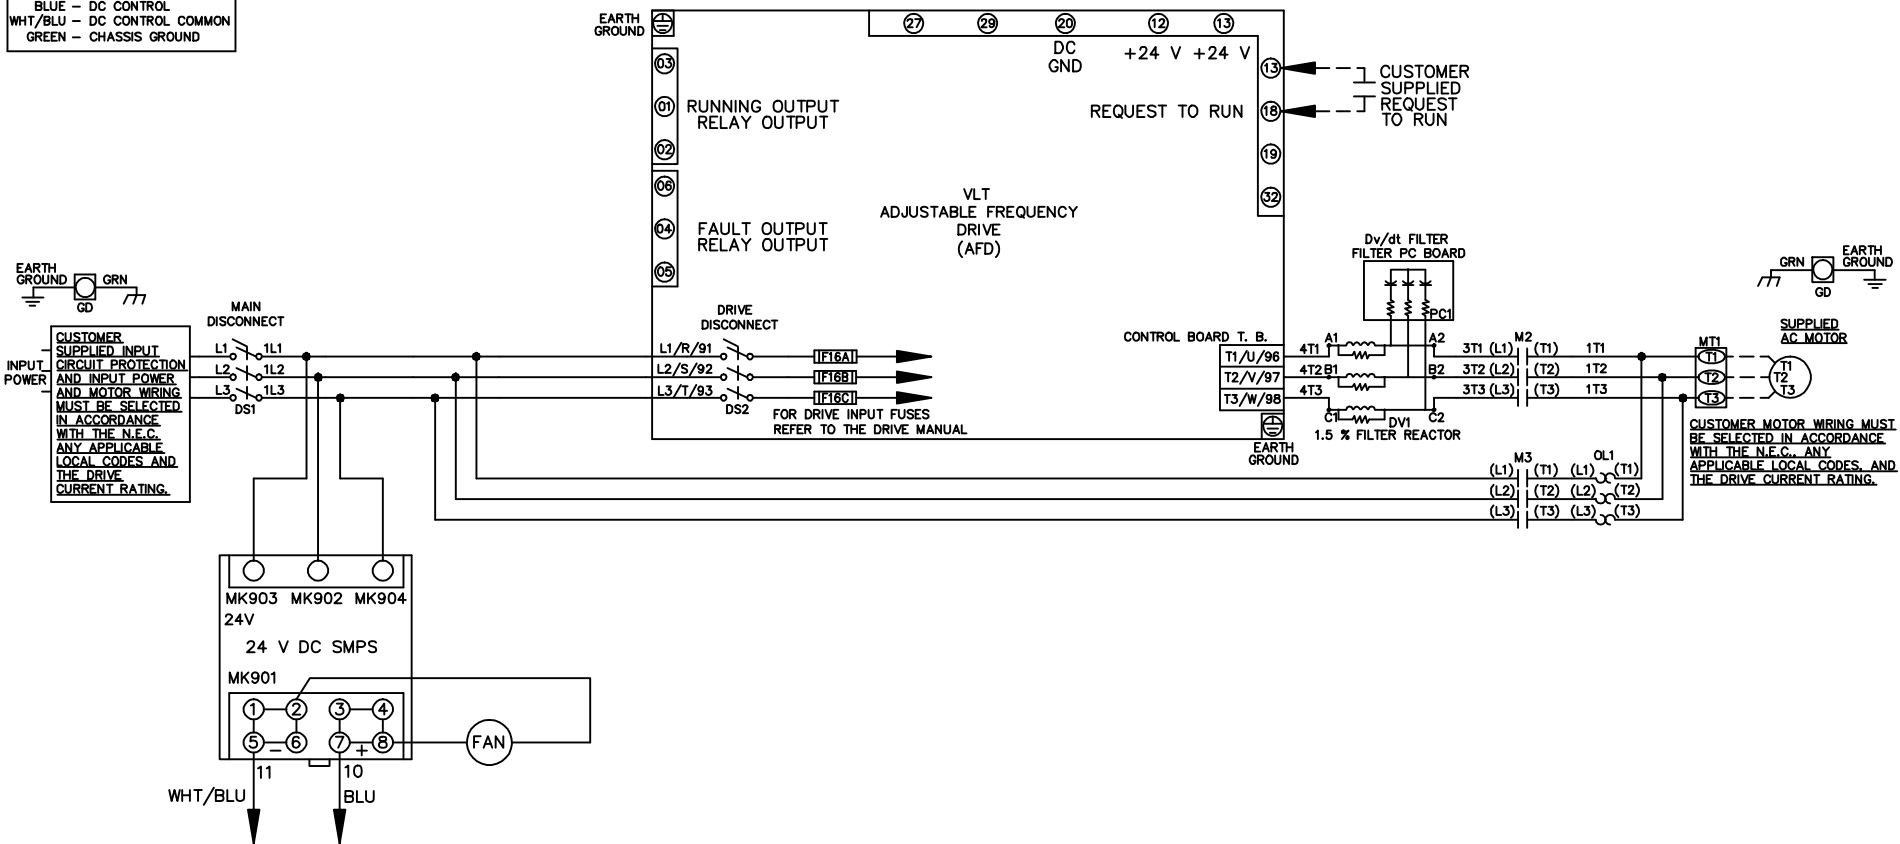 BLUE – DC CONTROL
WHT/BLU – DC CONTROL COMMON
GREEN – CHASSIS GROUND
EARTH
GROUND
27
29
20
12
13
DC
GND
+24 V
+24 V
03
01
02
RUNNING OUTPUT
RELAY OUTPUT
06
04
05
FAULT OUTPUT
RELAY OUTPUT
REQUEST TO RUN
13
18
19
32
CUSTOMER
SUPPLIED
REQUEST
TO RUN
VLT
ADJUSTABLE FREQUENCY
DRIVE
(AFD)
EARTH
GROUND
GRN
GD
INPUT
POWER
CUSTOMER
SUPPLIED INPUT
CIRCUIT PROTECTION
AND INPUT POWER
AND MOTOR WIRING
MUST BE SELECTED
IN ACCORDANCE
WITH THE N.E.C.
ANY APPLICABLE
LOCAL CODES AND
THE DRIVE
CURRENT RATING.
MAIN
DISCONNECT
L1 1L1
L2 1L2
L3 1L3
DS1
DRIVE
DISCONNECT
L1/R/91
L2/S/92
L3/T/93
DS2
F16A
F16B
F16C
FOR DRIVE INPUT FUSES
REFER TO THE DRIVE MANUAL
CONTROL BOARD T. B.
T1/U/96
T2/V/97
T3/W/98
EARTH
GROUND
Dv/dt FILTER
FILTER PC BOARD
PC1
4T1 A1 A2
4T2 B1 B2
4T3 C1 C2
DV1
1.5 % FILTER REACTOR
M2
3T1 (L1) (T1) 1T1
3T2 (L2) (T2) 1T2
3T3 (L3) (T3) 1T3
M3 OL1
(L1) (T1) (L1) (T1)
(L2) (T2) (L2) (T2)
(L3) (T3) (L3) (T3)
GRN
EARTH
GROUND
GD
SUPPLIED
AC MOTOR
MT1
T1
T2
T3
T1
T2
T3
CUSTOMER MOTOR WIRING MUST
BE SELECTED IN ACCORDANCE
WITH THE N.E.C., ANY
APPLICABLE LOCAL CODES, AND
THE DRIVE CURRENT RATING.
MK903 MK902 MK904
24V
24 V DC SMPS
MK901
1 2 3 4
5 – 6 7 + 8
FAN
11 10
WHT/BLU
BLU